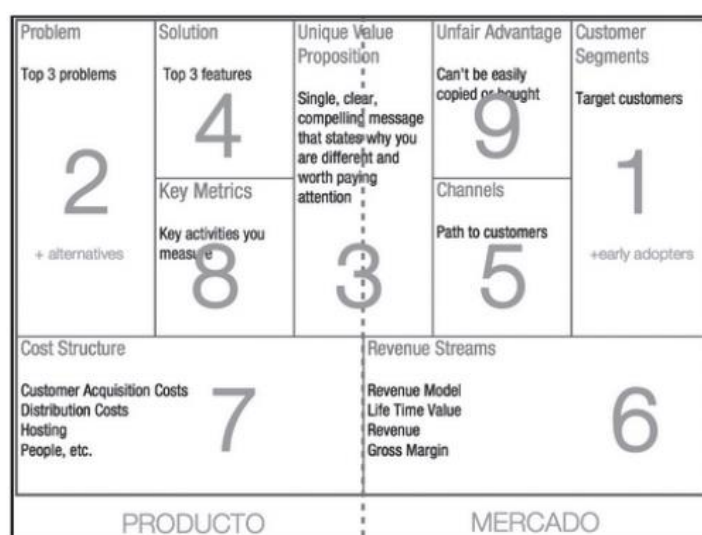 Problem
Top 3 problems
2
+ alternatives
Solution
Top 3 features
4
Key Metrics
Key activities you
measure
8
Unique Value
Proposition
Single, clear,
compelling message
that states why you
are different and
worth paying
attention
3
Unfair Advantage
Can't be easily
copied or bought
9
Channels
Path to customers
5
Customer
Segments
Target customers
1
+early adopters
Cost Structure
Customer Acquisition Costs
Distribution Costs
Hosting
People, etc.
7
Revenue Streams
Revenue Model
Life Time Value
Revenue
Gross Margin
6
PRODUCTO
MERCADO